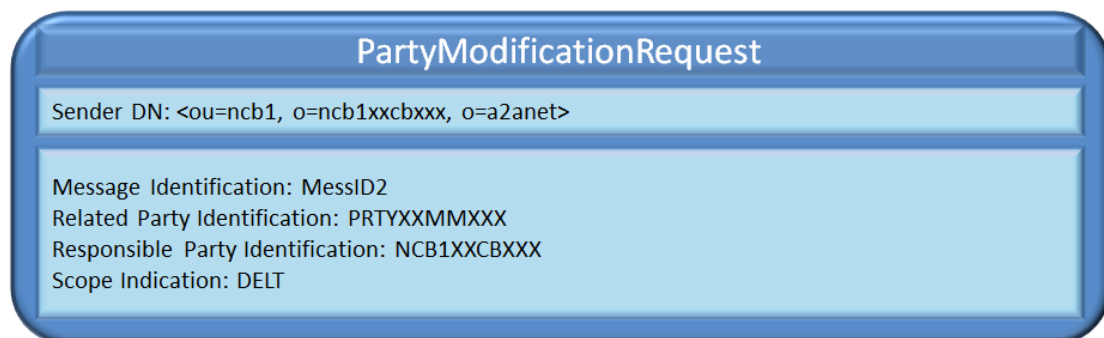 PartyModificationRequest
Sender DN: <ou=ncb1, o=ncb1xxcbxxx, o=a2anet>
Message Identification: MessID2
Related Party Identification: PRTYXXMMXXX
Responsible Party Identification: NCB1XXCBXXX
Scope Indication: DELT